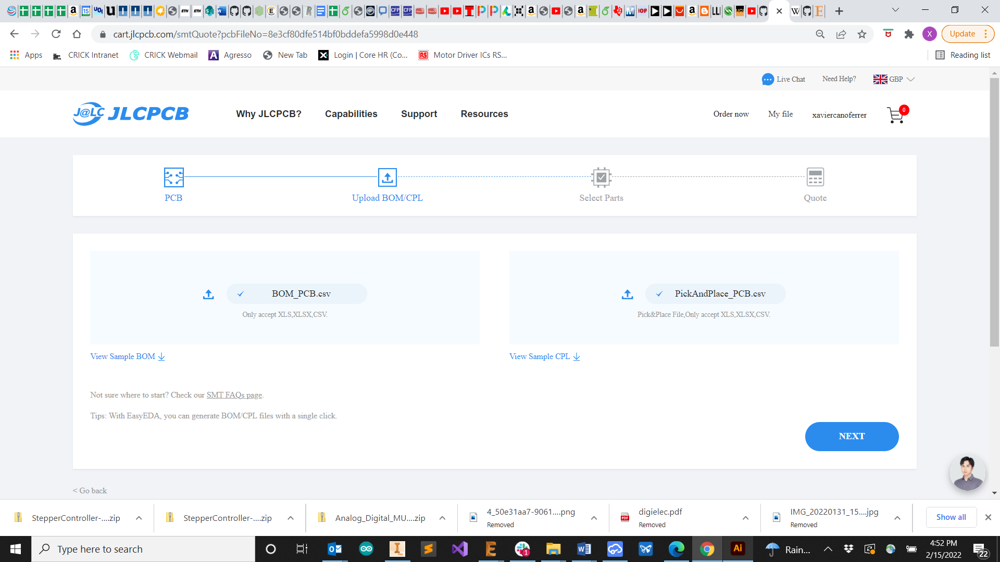 cart.jlcpcb.com/smtQuote?pcbFileNo=8e3cf80dfe514bf0bddefa5998d0e448
X
Update
Apps
CRICK Intranet
CRICK Webmail
Agresso
New Tab
Login | Core HR (Co...
Motor Driver ICs RS...
Reading list
Live Chat
Need Help?
GBP
J@LC JLCPCB
Why JLCPCB?
Capabilities
Support
Resources
Order now
My file
xaviercanoferrer
0
PCB
Upload BOM/CPL
Select Parts
Quote
BOM_PCB.csv
Only accept XLS,XLSX,CSV.
PickAndPlace_PCB.csv
Pick&Place File,Only accept XLS,XLSX,CSV.
View Sample BOM
View Sample CPL
Not sure where to start? Check our SMT FAQs page.
Tips: With EasyEDA, you can generate BOM/CPL files with a single click.
NEXT
< Go back
StepperController-....zip
StepperController-....zip
Analog_Digital_MU....zip
4_50e31aa7-9061....png
Removed
digielec.pdf
Removed
IMG_20220131_15....jpg
Removed
Show all
Type here to search
Rain...
4:52 PM
2/15/2022
22